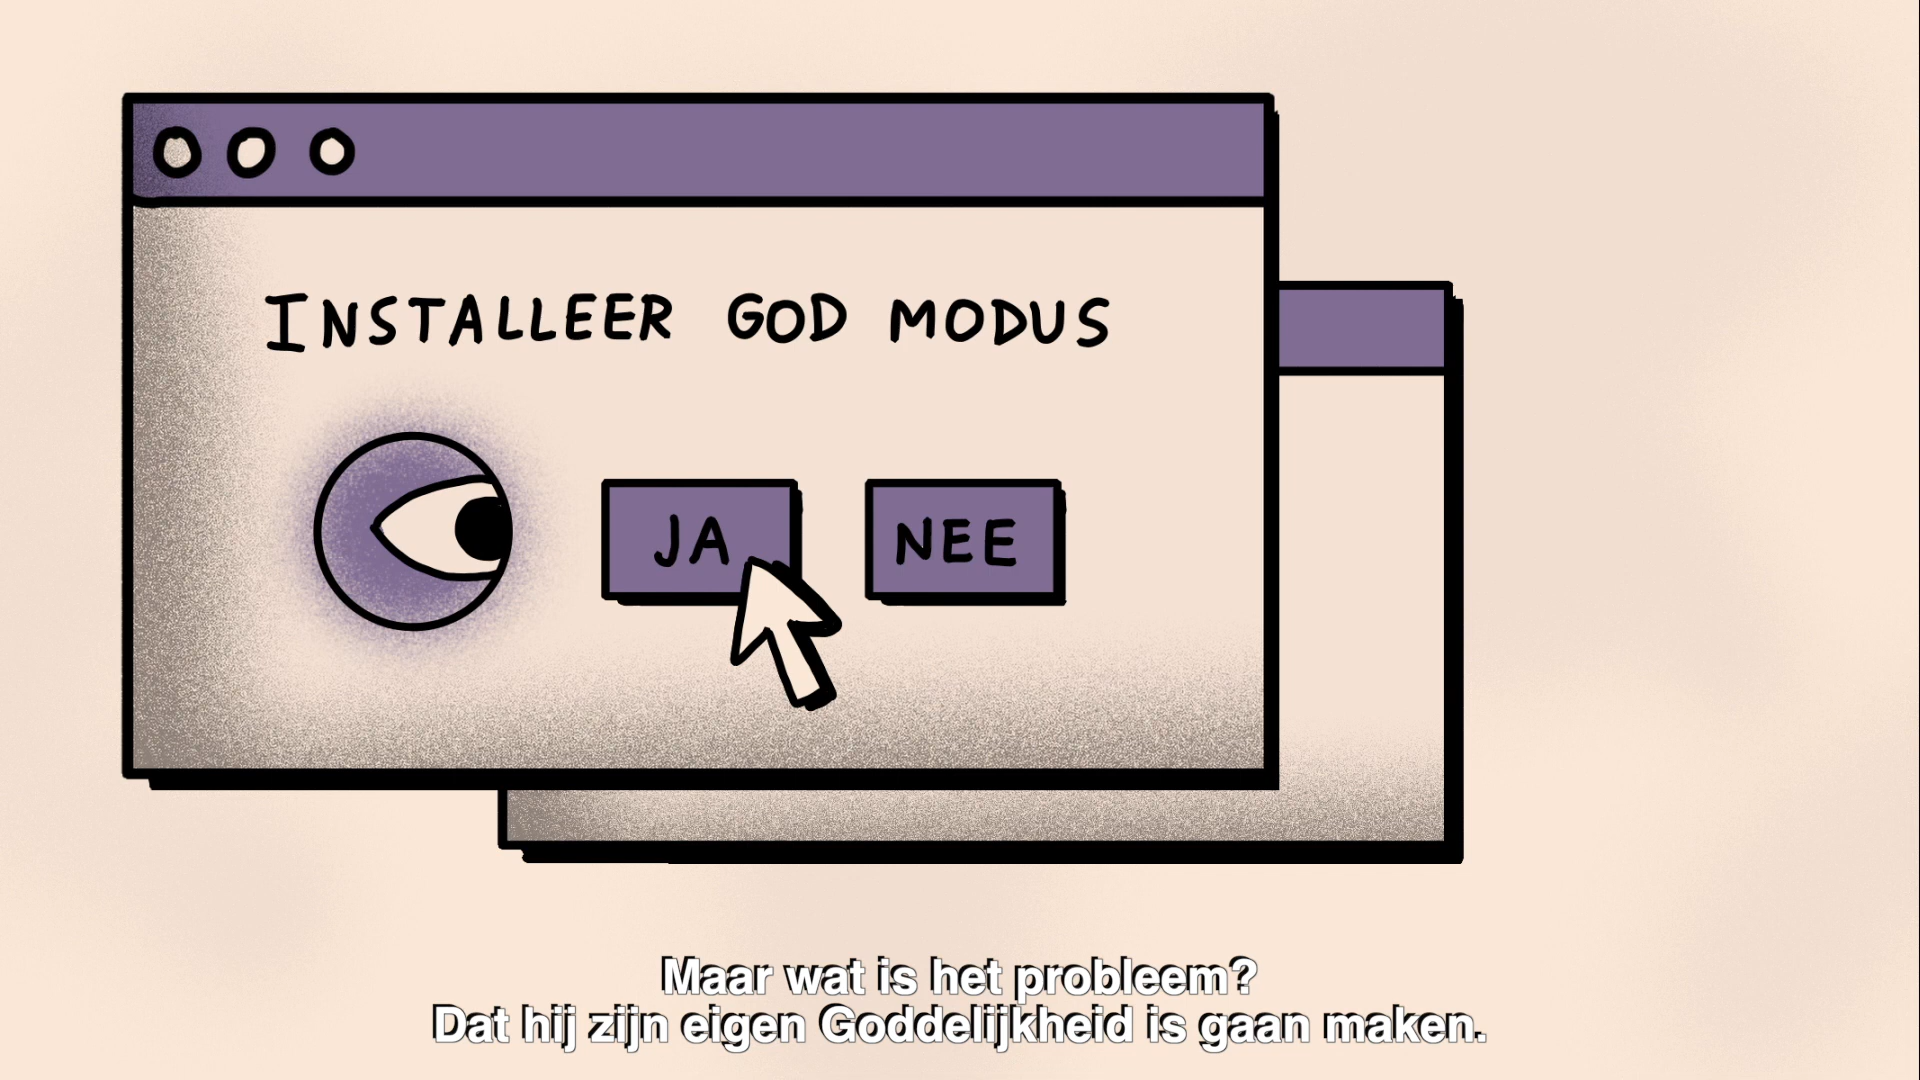 INSTALLEER GOD MODUS
JA NEE
Maar wat is het probleem?
Dat hij zijn eigen Goddelijkheid is gaan maken.